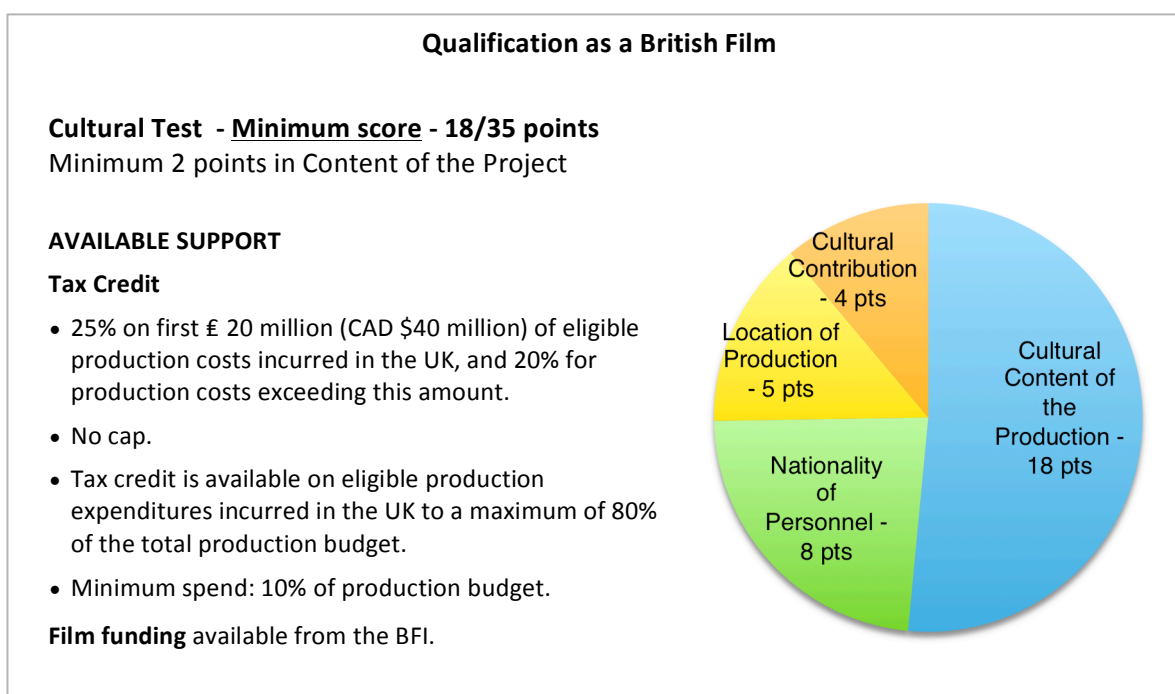 Qualification as a British Film
Cultural Test - Minimum score - 18/35 points
Minimum 2 points in Content of the Project
AVAILABLE SUPPORT
Tax Credit
• 25% on first ₤ 20 million (CAD $40 million) of eligible
production costs incurred in the UK, and 20% for
production costs exceeding this amount.
• No cap.
• Tax credit is available on eligible production
expenditures incurred in the UK to a maximum of 80%
of the total production budget.
• Minimum spend: 10% of production budget.
Film funding available from the BFI.
Cultural
Contribution
- 4 pts
Location of
Production
- 5 pts
Nationality
of
Personnel -
8 pts
Cultural
Content of
the
Production -
18 pts